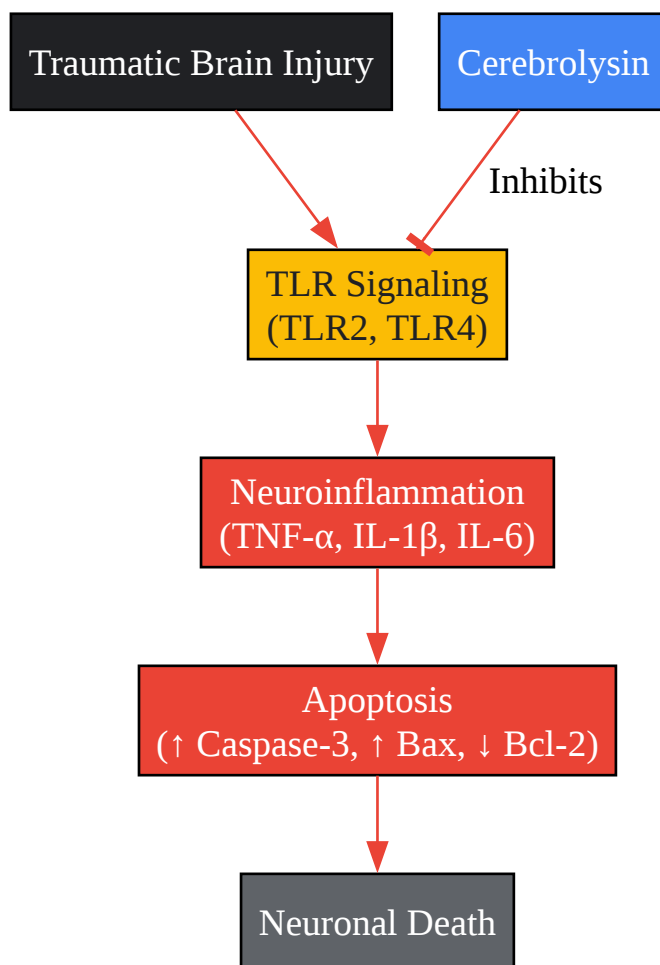 Traumatic Brain Injury
Cerebrolysin
Inhibits
TLR Signaling
(TLR2, TLR4)
Neuroinflammation
(TNF-α, IL-1β, IL-6)
Apoptosis
(↑ Caspase-3, ↑ Bax, ↓ Bcl-2)
Neuronal Death